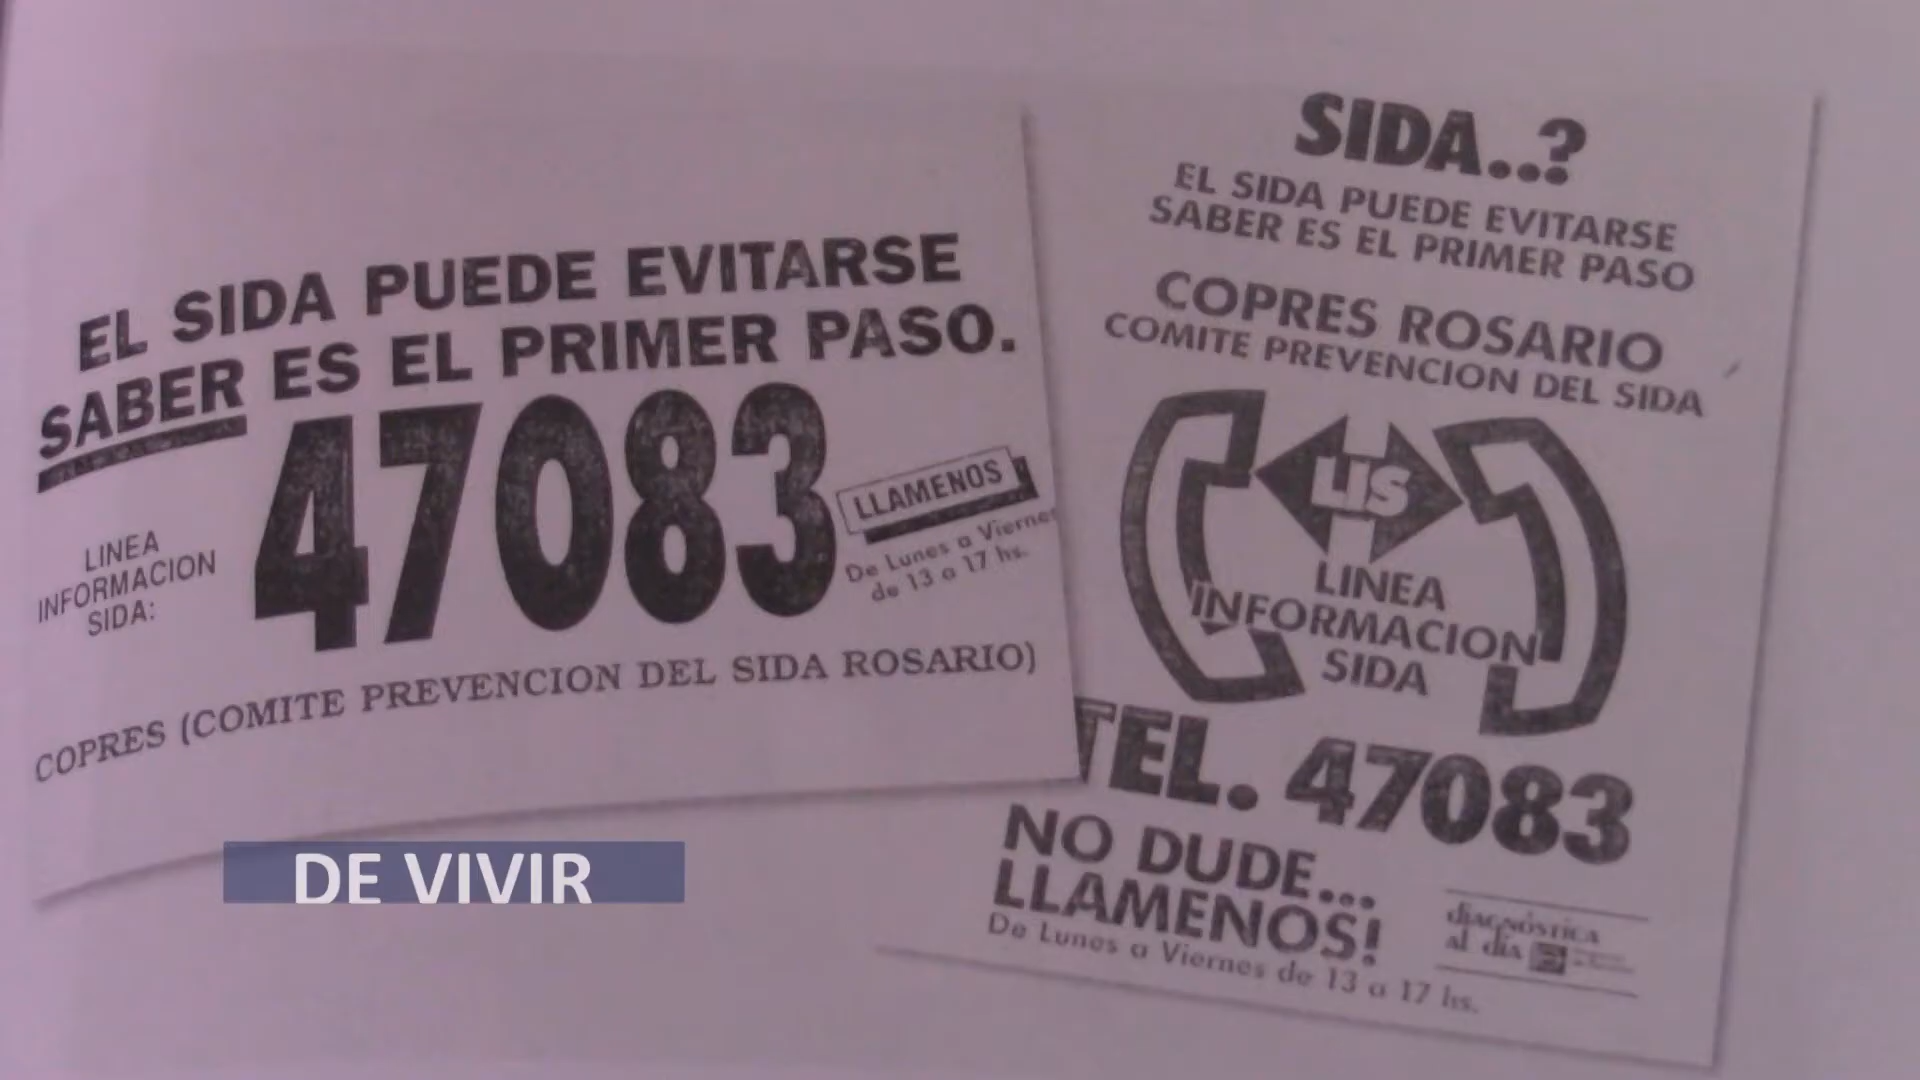 EL SIDA PUEDE EVITARSE
SABER ES EL PRIMER PASO.
LINEA
INFORMACION
SIDA:
47083
LLAMENOS
De Lunes a Viernes
de 13 a 17 hs.
COPRES (COMITE PREVENCION DEL SIDA ROSARIO)
SIDA..?
EL SIDA PUEDE EVITARSE
SABER ES EL PRIMER PASO
COPRES ROSARIO
COMITE PREVENCION DEL SIDA
LIS
LINEA
INFORMACION
SIDA
TEL. 47083
NO DUDE...
LLAMENOS!
De Lunes a Viernes de 13 a 17 hs.
diagnóstica
al día
DE VIVIR